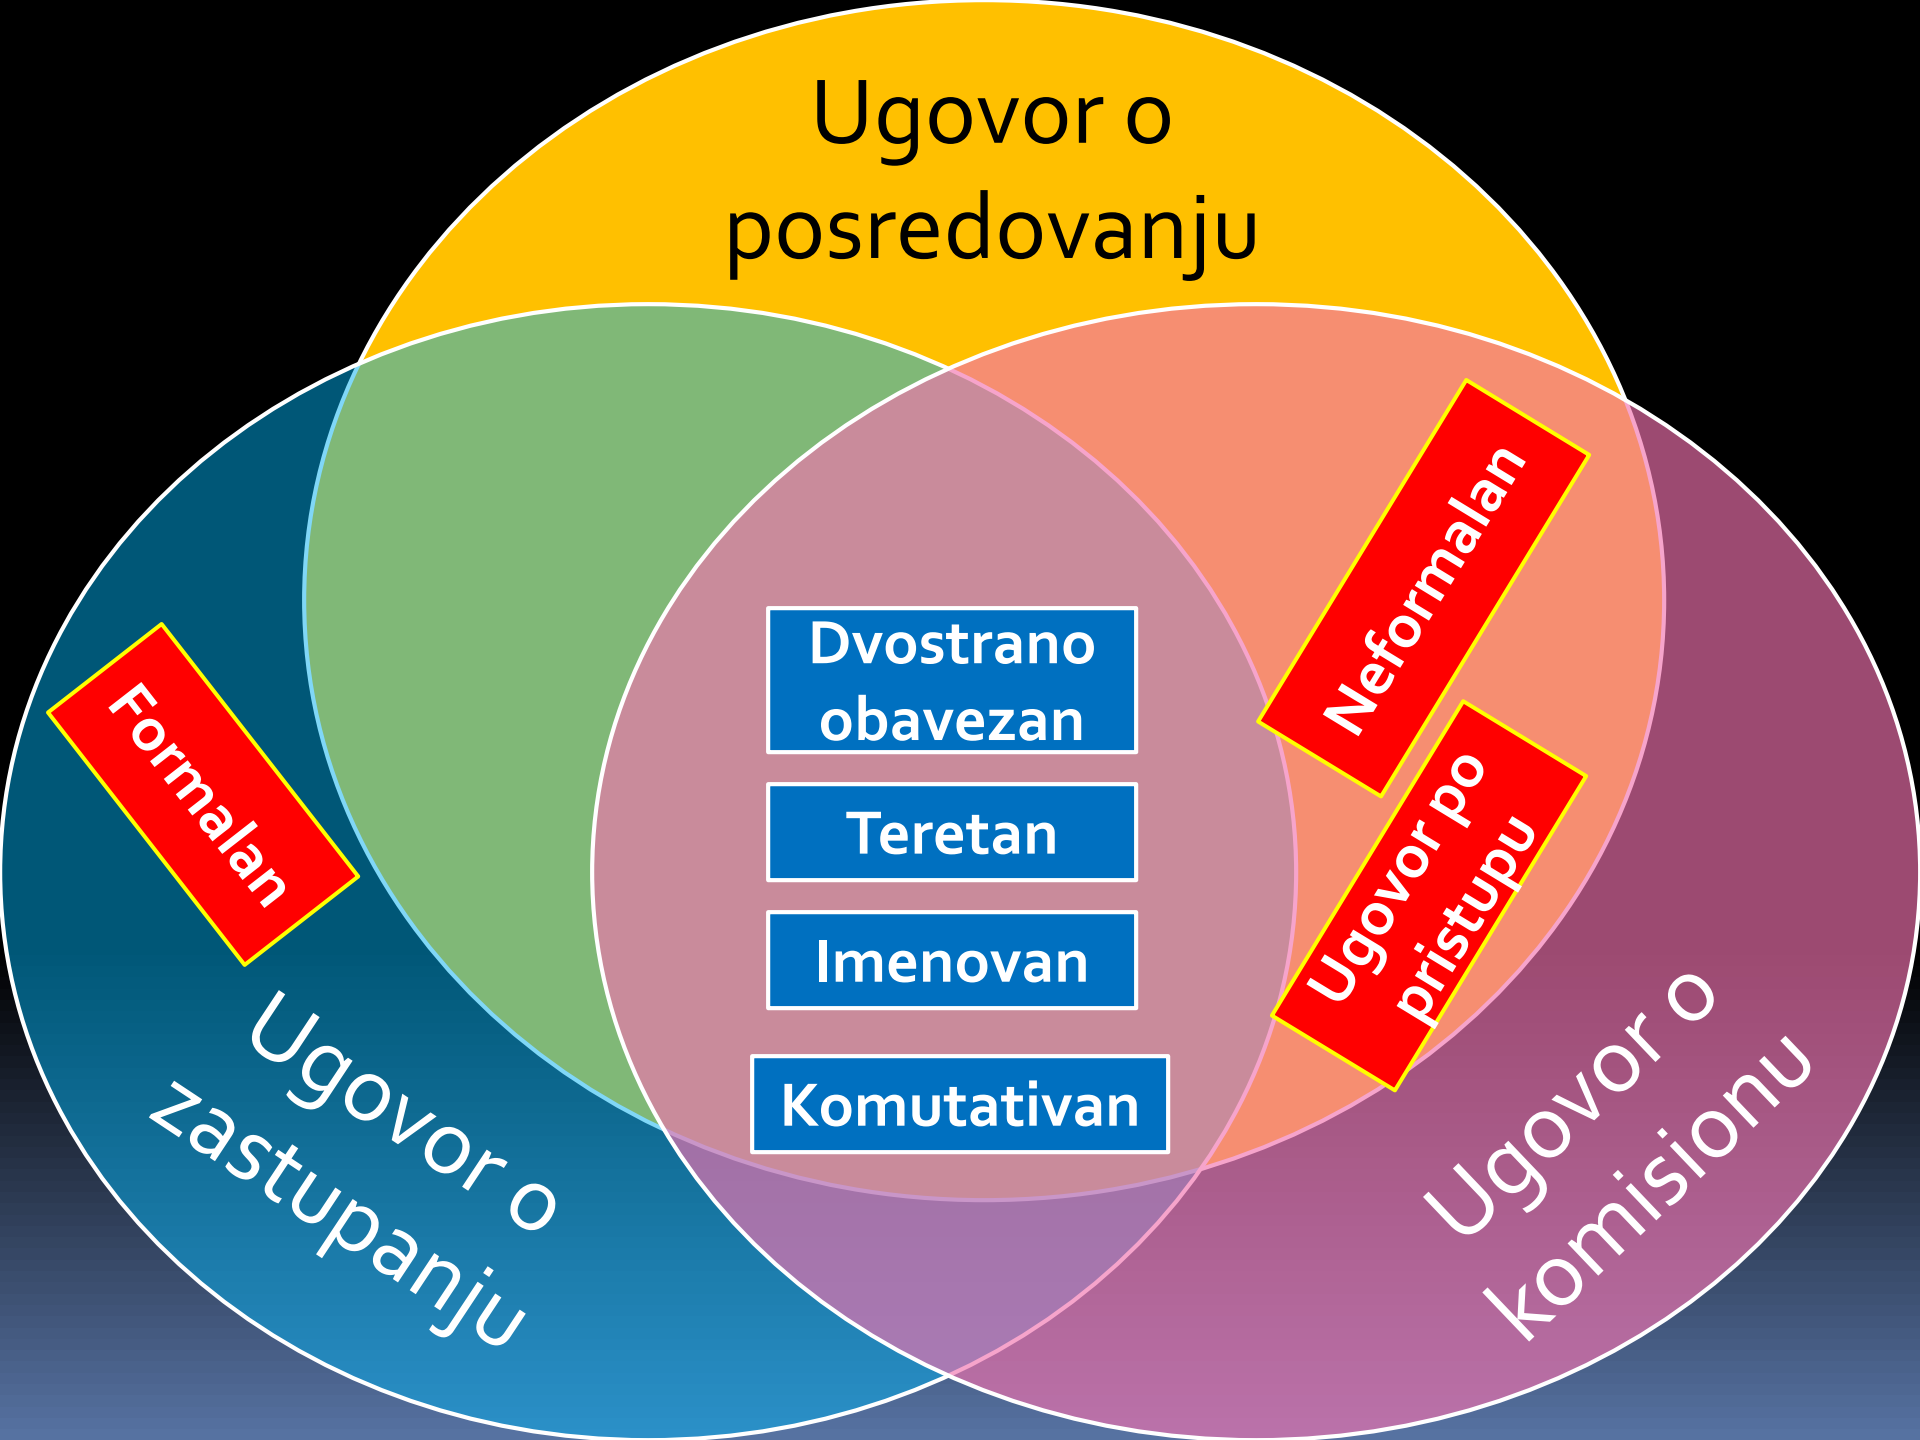 Ugovor o
posredovanju
Neformalan
Formalan
Dvostrano
obavezan
Teretan
Imenovan
Komutativan
Ugovor po
pristupu
Ugovor o
zastupanju
Ugovor o
komisionu